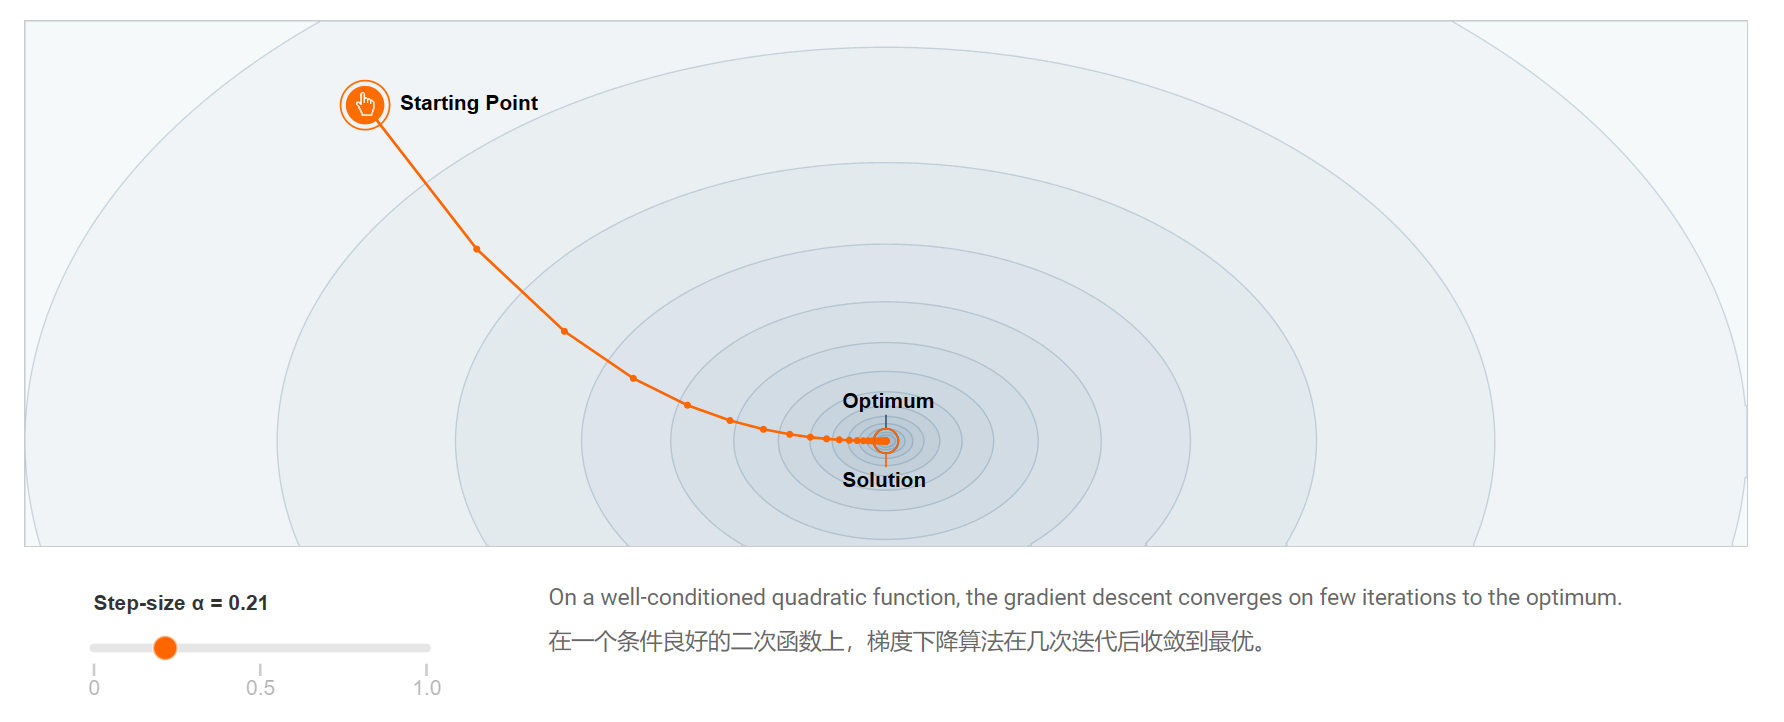 Starting Point
Optimum
Solution
Step-size α = 0.21
0 0.5 1.0
On a well-conditioned quadratic function, the gradient descent converges on few iterations to the optimum.
在一个条件良好的二次函数上，梯度下降算法在几次迭代后收敛到最优。